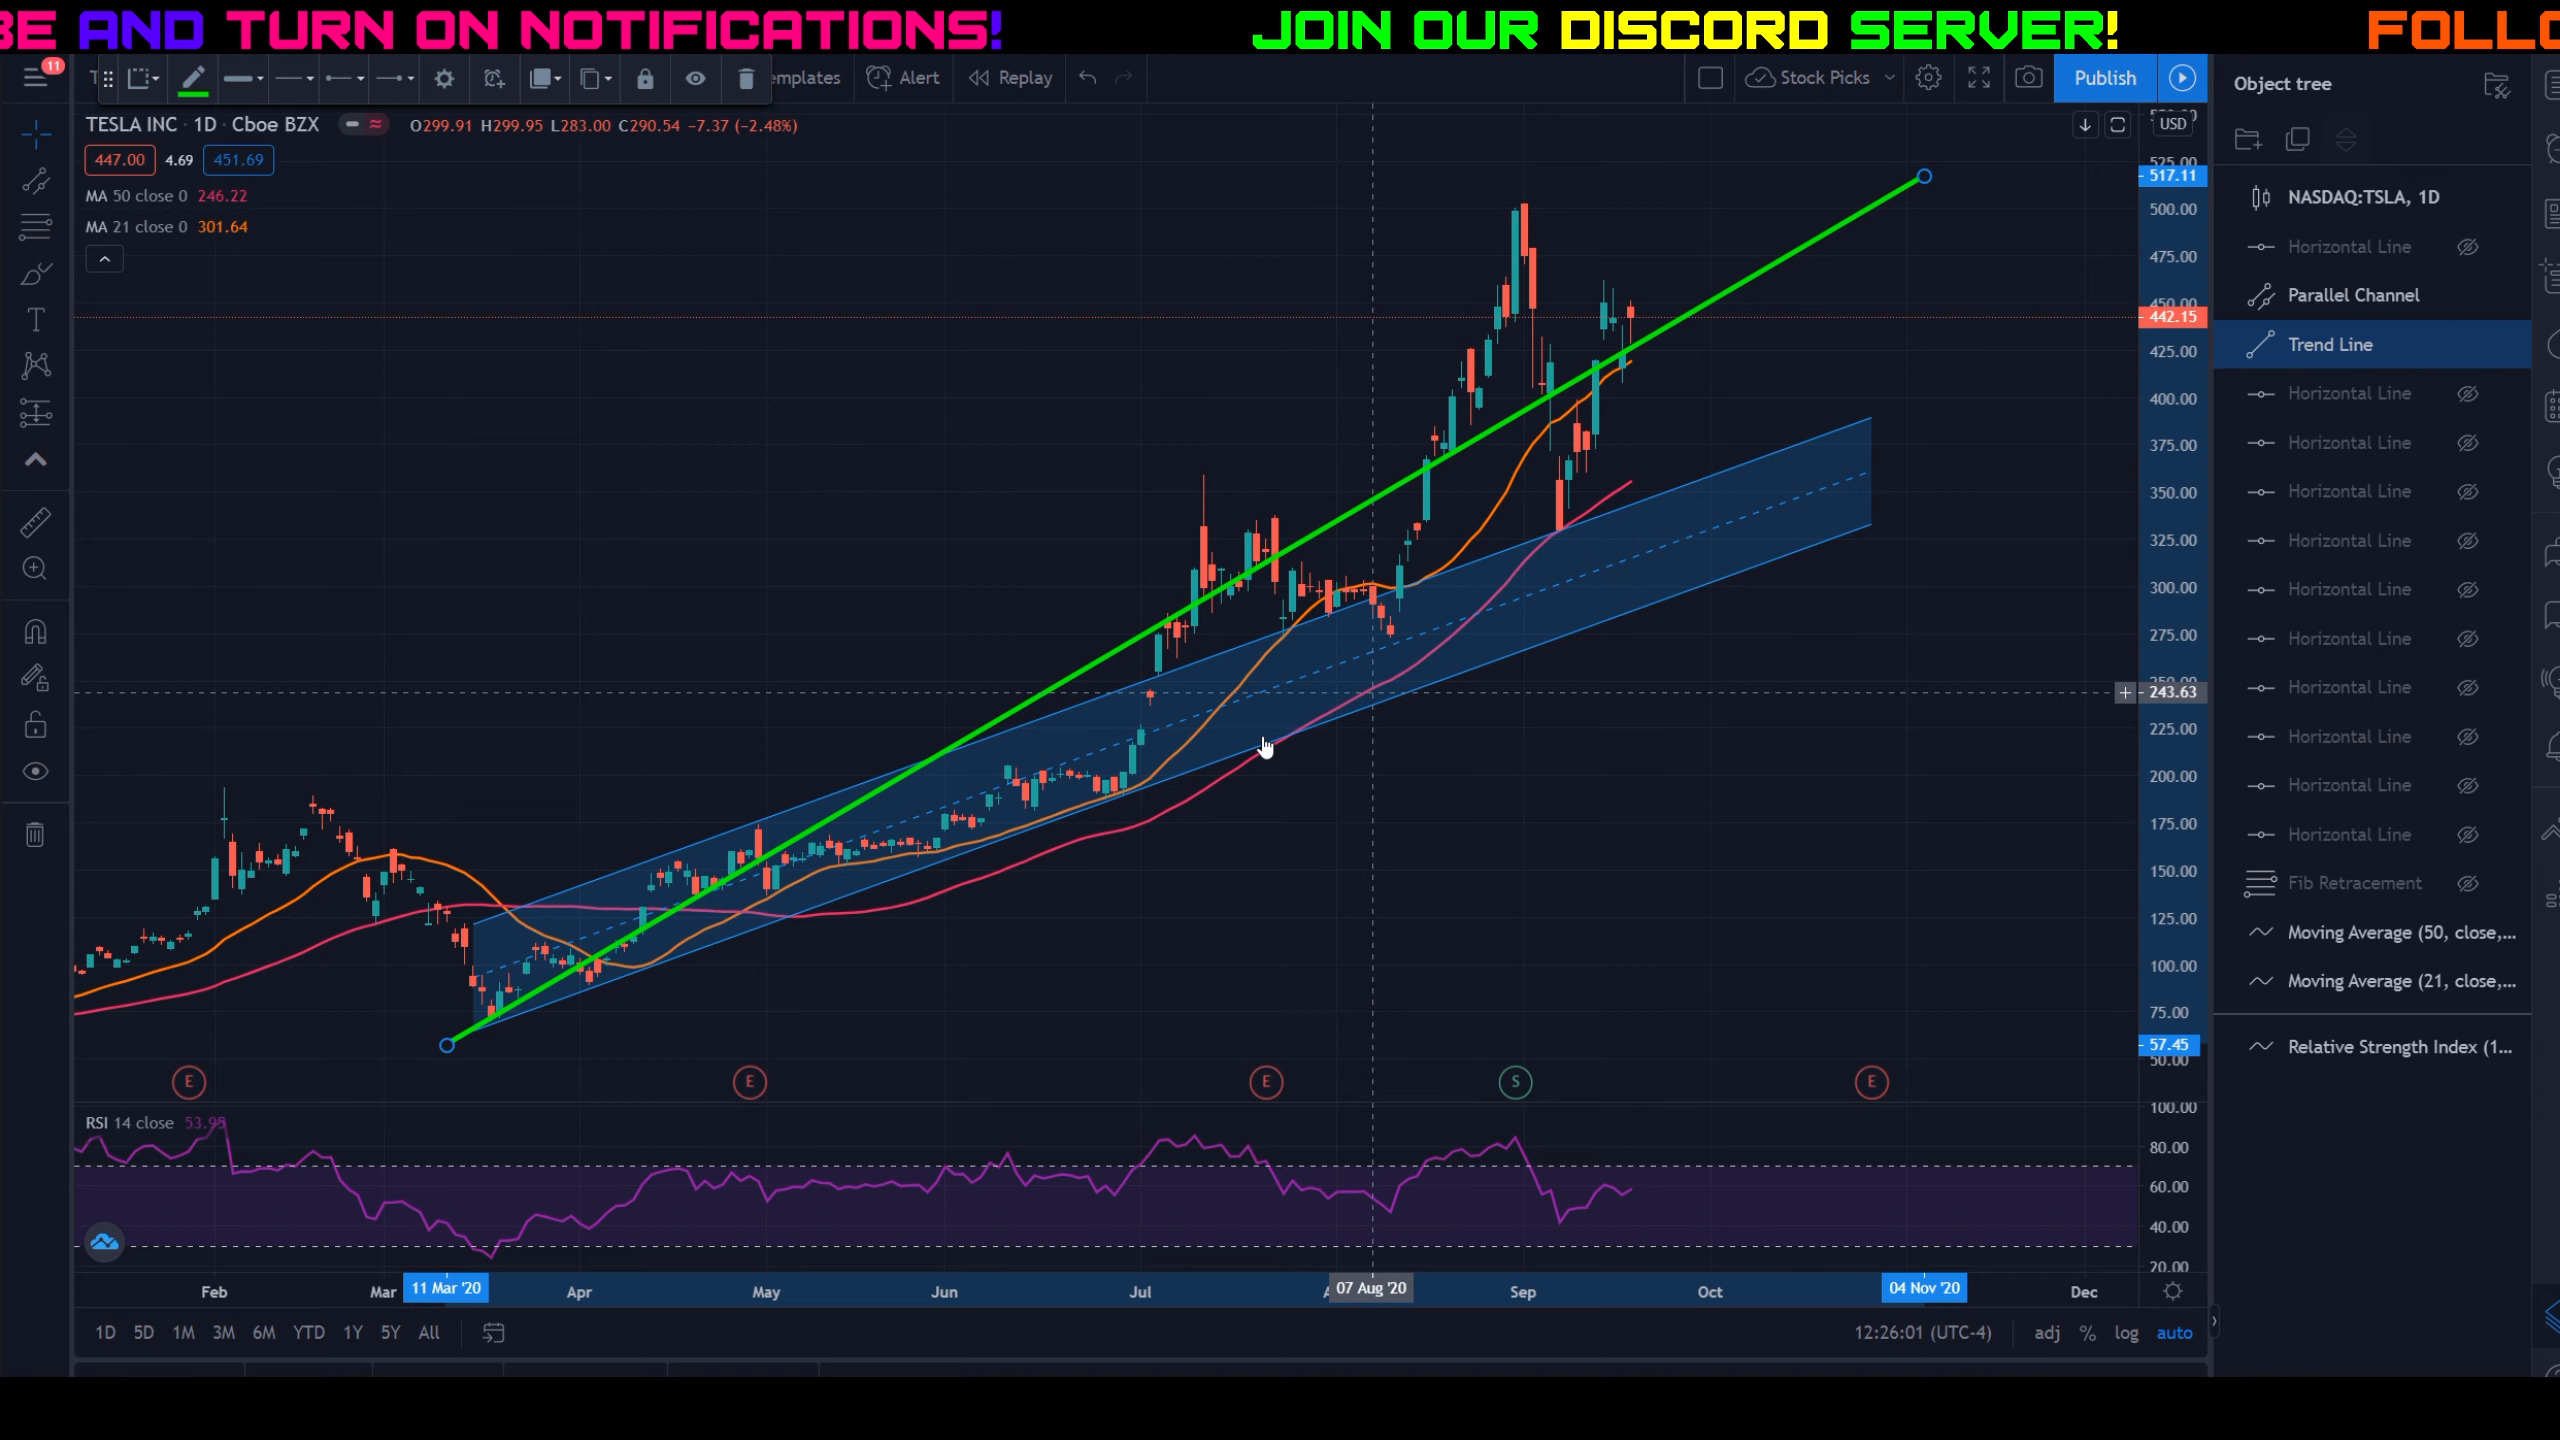 BE AND TURN ON NOTIFICATIONS! JOIN OUR DISCORD SERVER! FOLLO
11
emplates Alert Replay Stock Picks Publish
TESLA INC · 1D · Cboe BZX O299.91 H299.95 L283.00 C290.54 -7.37 (-2.48%)
447.00 4.69 451.69
MA 50 close 0 246.22
MA 21 close 0 301.64
USD
525.00
517.11
500.00
475.00
450.00
442.15
425.00
400.00
375.00
350.00
325.00
300.00
275.00
243.63
225.00
200.00
175.00
150.00
125.00
100.00
75.00
57.45
50.00
E E E S E
RSI 14 close 53.95
100.00
80.00
60.00
40.00
20.00
Feb Mar 11 Mar '20 Apr May Jun Jul 07 Aug '20 Sep Oct 04 Nov '20 Dec
1D 5D 1M 3M 6M YTD 1Y 5Y All 12:26:01 (UTC-4) adj % log auto
Object tree
NASDAQ:TSLA, 1D
Horizontal Line
Parallel Channel
Trend Line
Horizontal Line
Horizontal Line
Horizontal Line
Horizontal Line
Horizontal Line
Horizontal Line
Horizontal Line
Horizontal Line
Horizontal Line
Horizontal Line
Fib Retracement
Moving Average (50, close,...
Moving Average (21, close,...
Relative Strength Index (1...